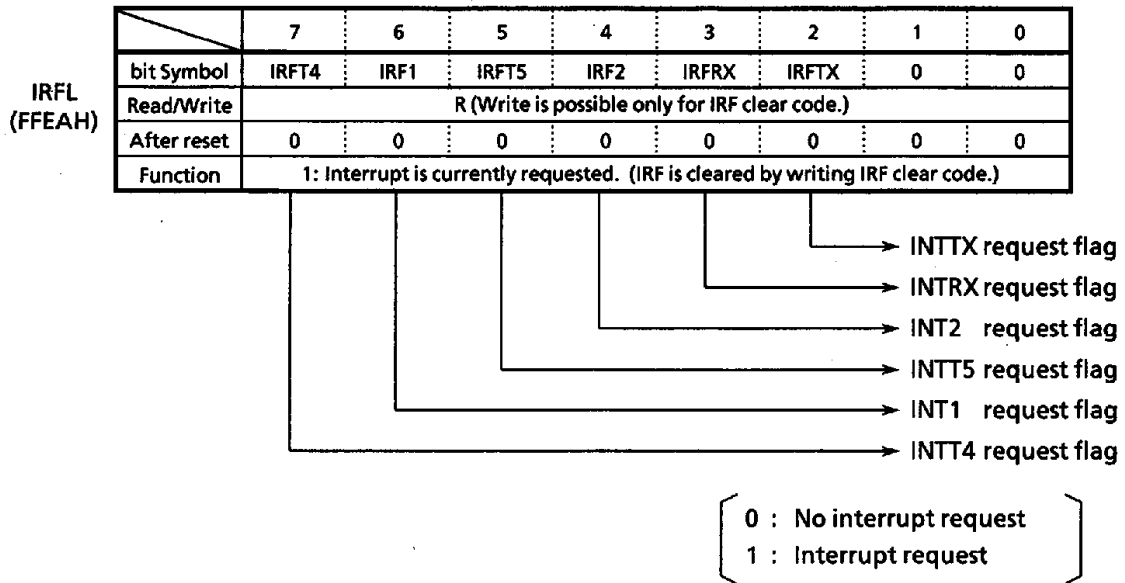 7 6 5 4 3 2 1 0
IRFL
(FFEAH)
bit Symbol IRFT4 IRF1 IRFT5 IRF2 IRFRX IRFTX 0 0
Read/Write R (Write is possible only for IRF clear code.)
After reset 0 0 0 0 0 0 0 0
Function 1: Interrupt is currently requested. (IRF is cleared by writing IRF clear code.)
INTTX request flag
INTRX request flag
INT2 request flag
INTT5 request flag
INT1 request flag
INTT4 request flag
0 : No interrupt request
1 : Interrupt request